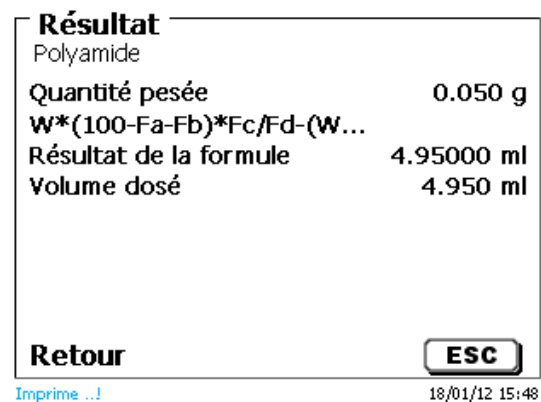 Résultat
Polyamide
Quantité pesée 0.050 g
W*(100-Fa-Fb)*Fc/Fd-(W...
Résultat de la formule 4.95000 ml
Volume dosé 4.950 ml
Retour ESC
Imprime ..! 18/01/12 15:48